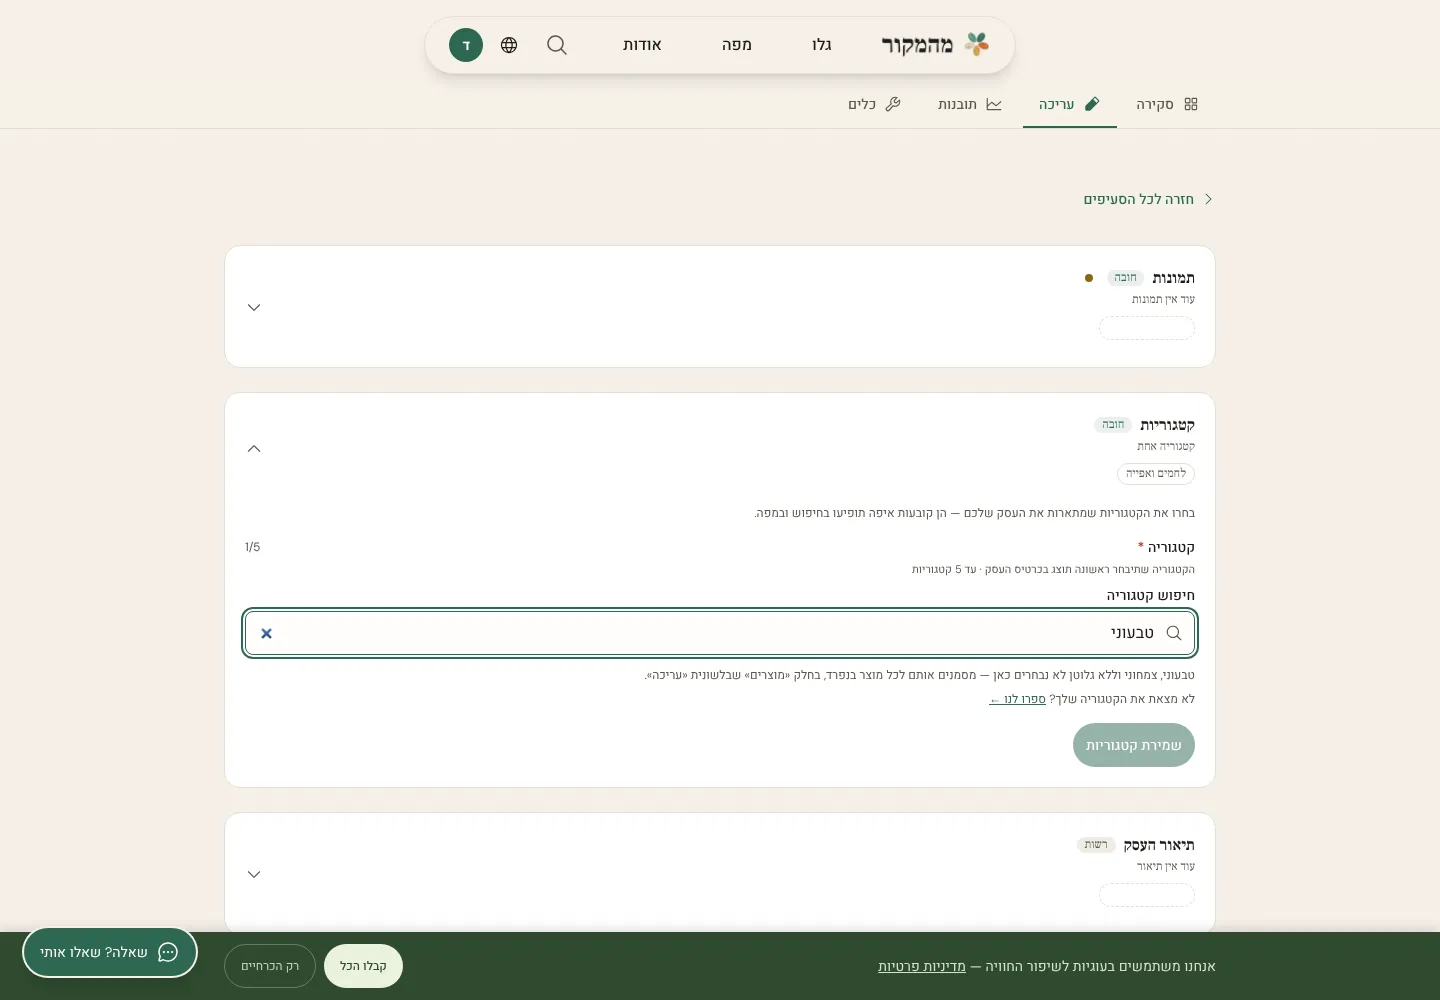 מהמקור
גלו
מפה
אודות
ד
סקירה
עריכה
תובנות
כלים
חזרה לכל הסעיפים
תמונות חובה
עוד אין תמונות
קטגוריות חובה
קטגוריה אחת
לחמים ואפייה
בחרו את הקטגוריות שמתארות את העסק שלכם — הן קובעות איפה תופיעו בחיפוש ובמפה.
קטגוריה * 1/5
הקטגוריה שתיבחר ראשונה תוצג בכרטיס העסק · עד 5 קטגוריות
חיפוש קטגוריה
טבעוני
טבעוני, צמחוני וללא גלוטן לא נבחרים כאן — מסמנים אותם לכל מוצר בנפרד, בחלק «מוצרים» שבלשונית «עריכה».
לא מצאת את הקטגוריה שלך? ספרו לנו ←
שמירת קטגוריות
תיאור העסק רשות
עוד אין תיאור
אנחנו משתמשים בעוגיות לשיפור החוויה — מדיניות פרטיות
קבלו הכל
רק הכרחיים
שאלה? שאלו אותי